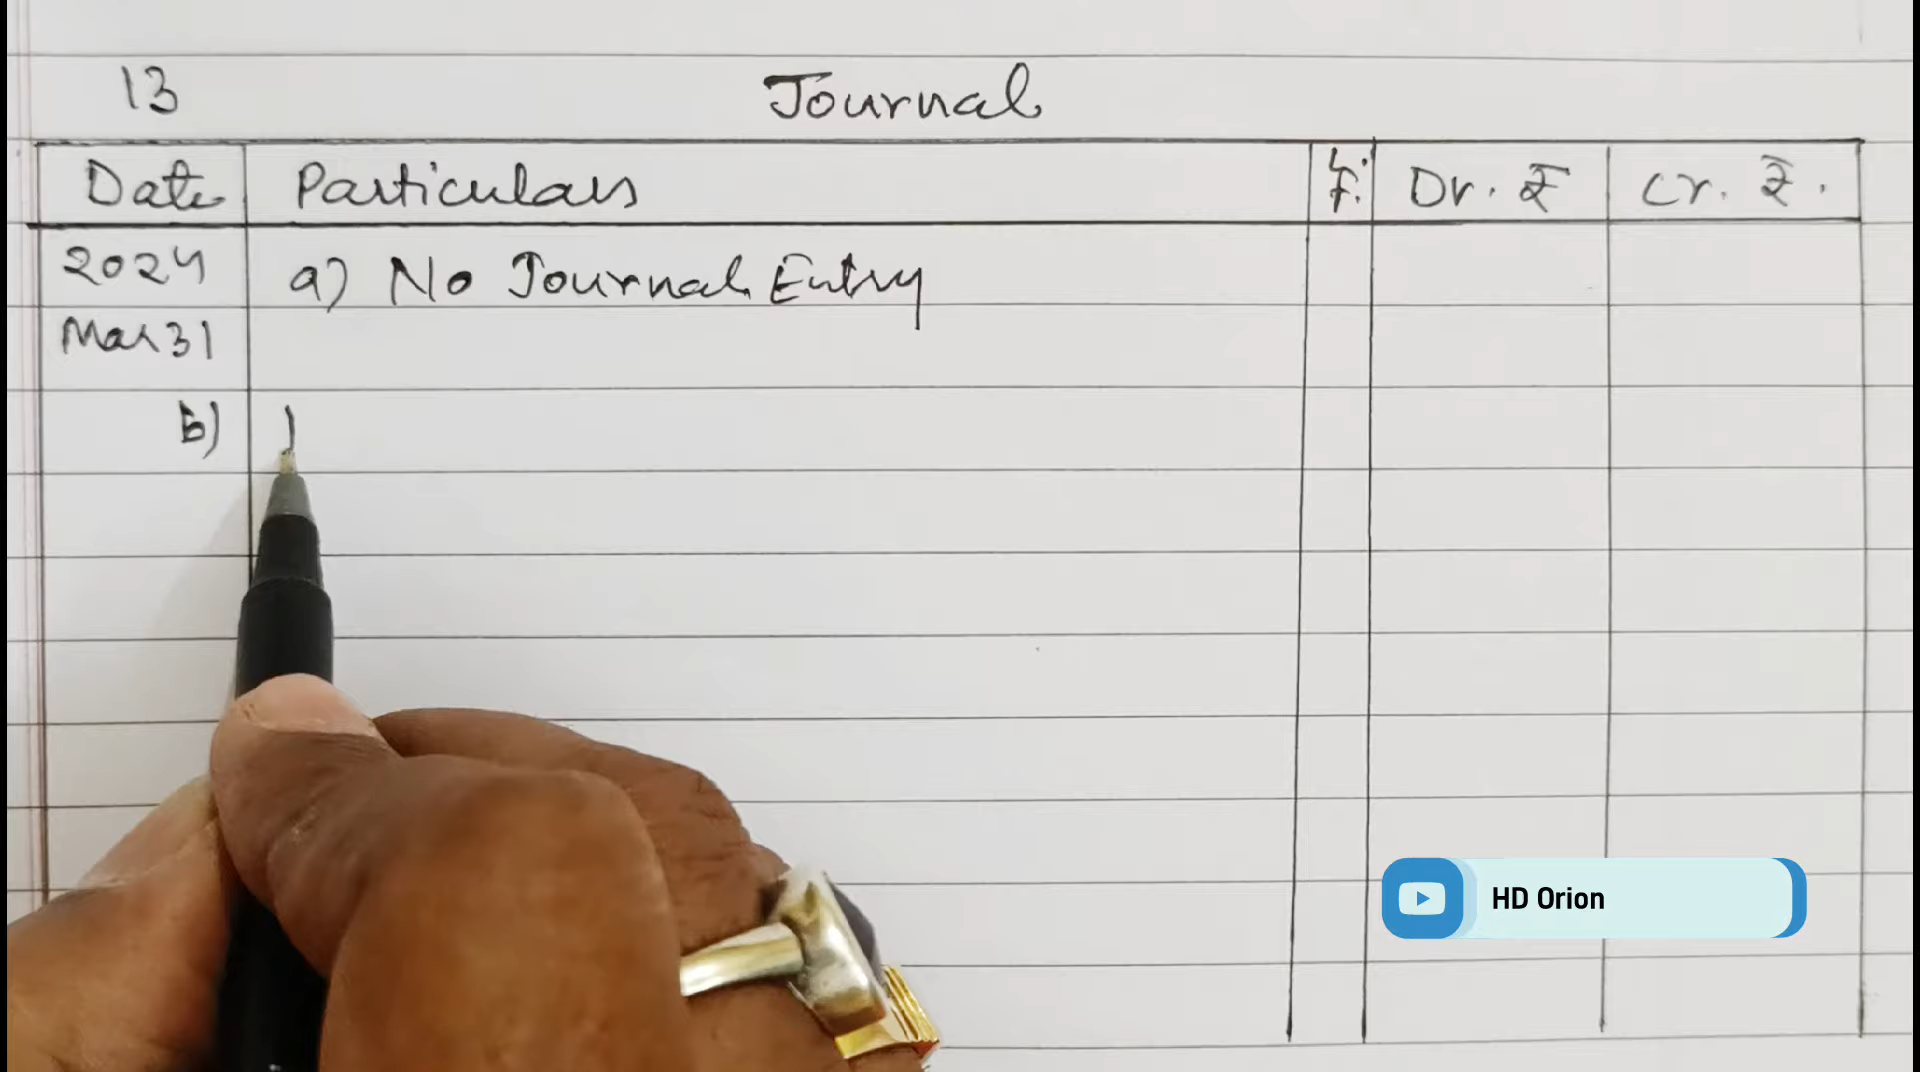 13 Journal
Date Particulars L.F. Dr. ₹ Cr. ₹.
2024 a) No Journal Entry
Mar 31
b)
HD Orion